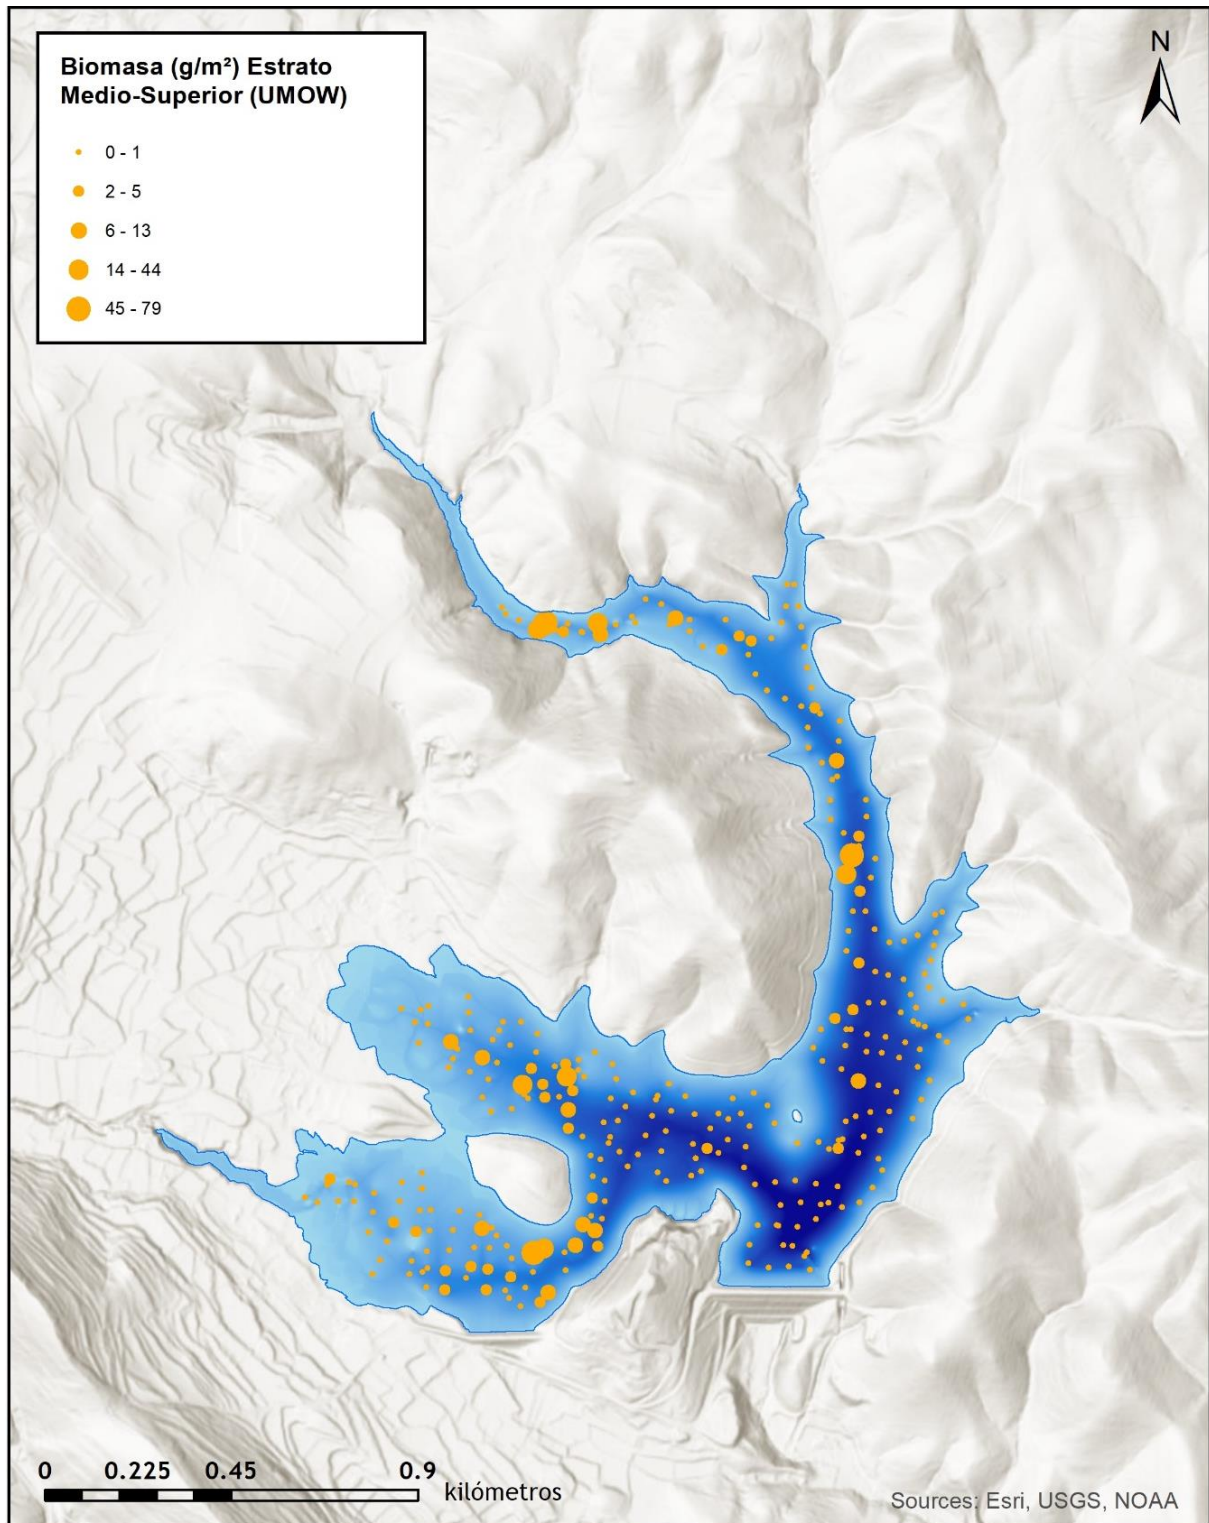 Biomasa (g/m²) Estrato
Medio-Superior (UMOW)
0 - 1
2 - 5
6 - 13
14 - 44
45 - 79
N
0 0.225 0.45 0.9
kilómetros
Sources: Esri, USGS, NOAA